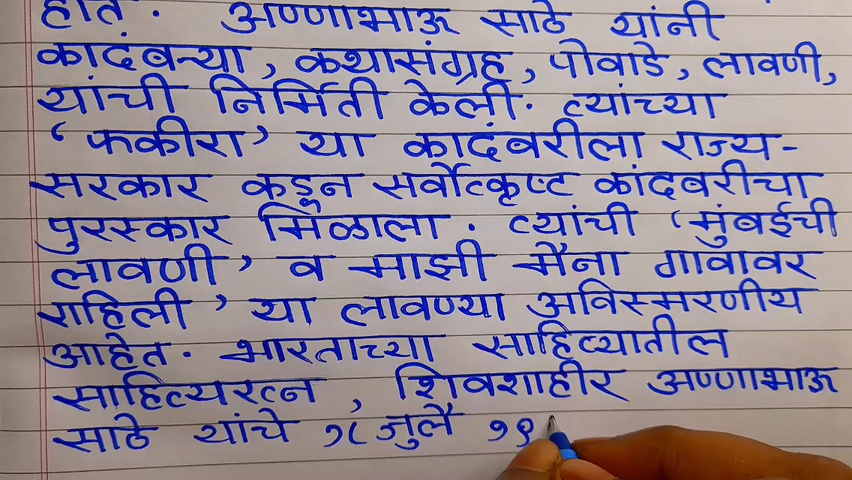 होते. अण्णाभाऊ साठे यांनी
कादंबऱ्या, कथासंग्रह, पोवाडे, लावणी,
यांची निर्मिती केली. त्यांच्या
‘फकीरा’ या कादंबरीला राज्य-
सरकार कडून सर्वोत्कृष्ट कांदबरीचा
पुरस्कार मिळाला. त्यांची ‘मुंबईची
लावणी’ व माझी मैना गावावर
राहिली’ या लावण्या अविस्मरणीय
आहेत. भारताच्या साहित्यातील
साहित्यरत्न, शिवशाहीर अण्णाभाऊ
साठे यांचे १८ जुलै १९